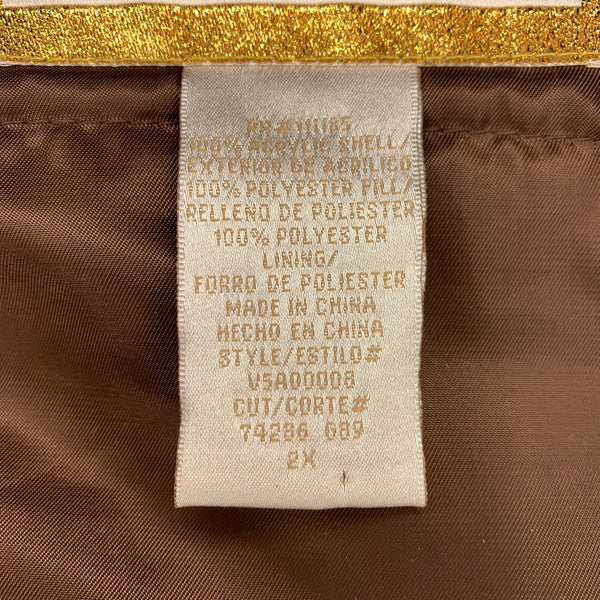 RN # 111185
100% ACRYLIC SHELL/
EXTERIOR DE ACRILICO
100% POLYESTER FILL/
RELLENO DE POLIESTER
100% POLYESTER
LINING/
FORRO DE POLIESTER
MADE IN CHINA
HECHO EN CHINA
STYLE/ESTILO#
V5A00008
CUT/CORTE#
74286 G89
2X